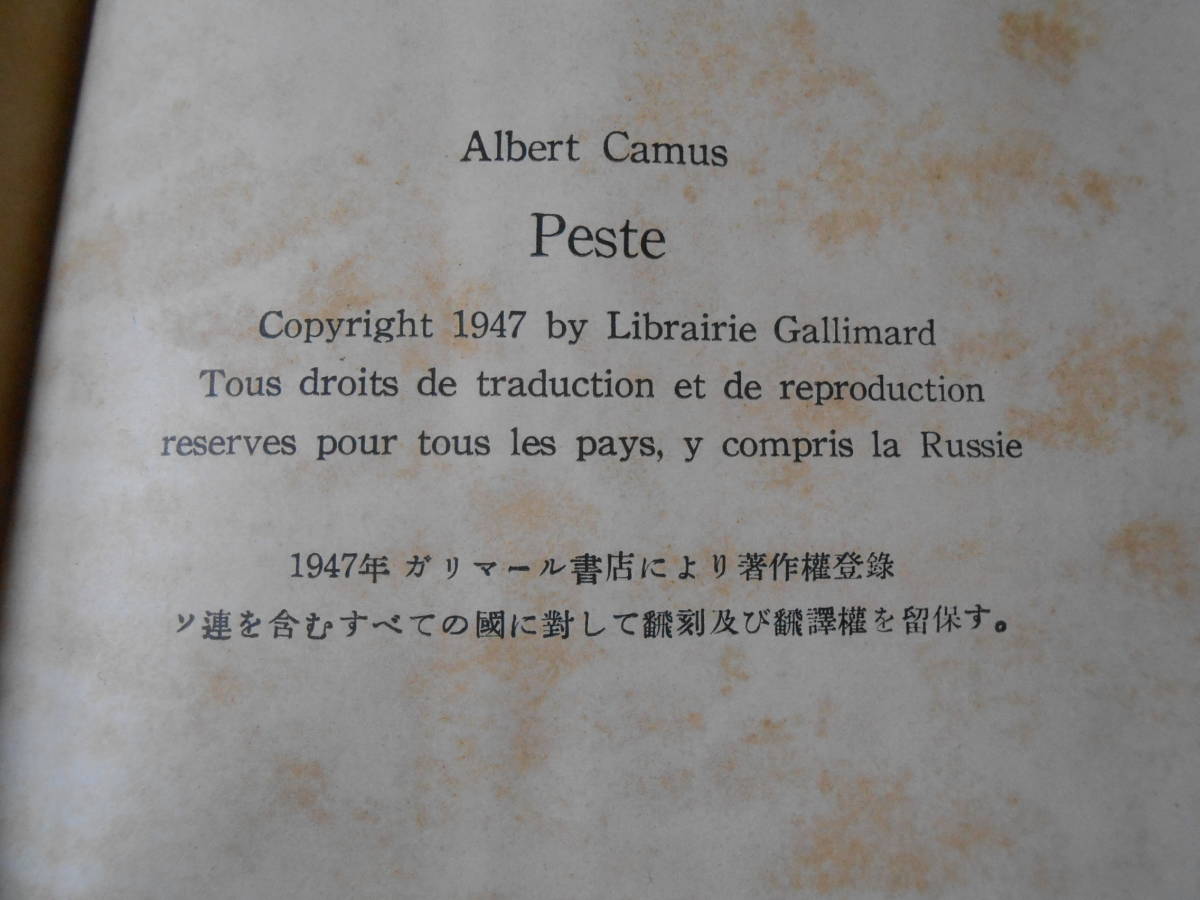 Albert Camus
Peste
Copyright 1947 by Librairie Gallimard
Tous droits de traduction et de reproduction
reserves pour tous les pays, y compris la Russie
1947年 ガリマール書店により著作權登錄
ソ連を含むすべての國に對して飜刻及び飜譯權を留保す。